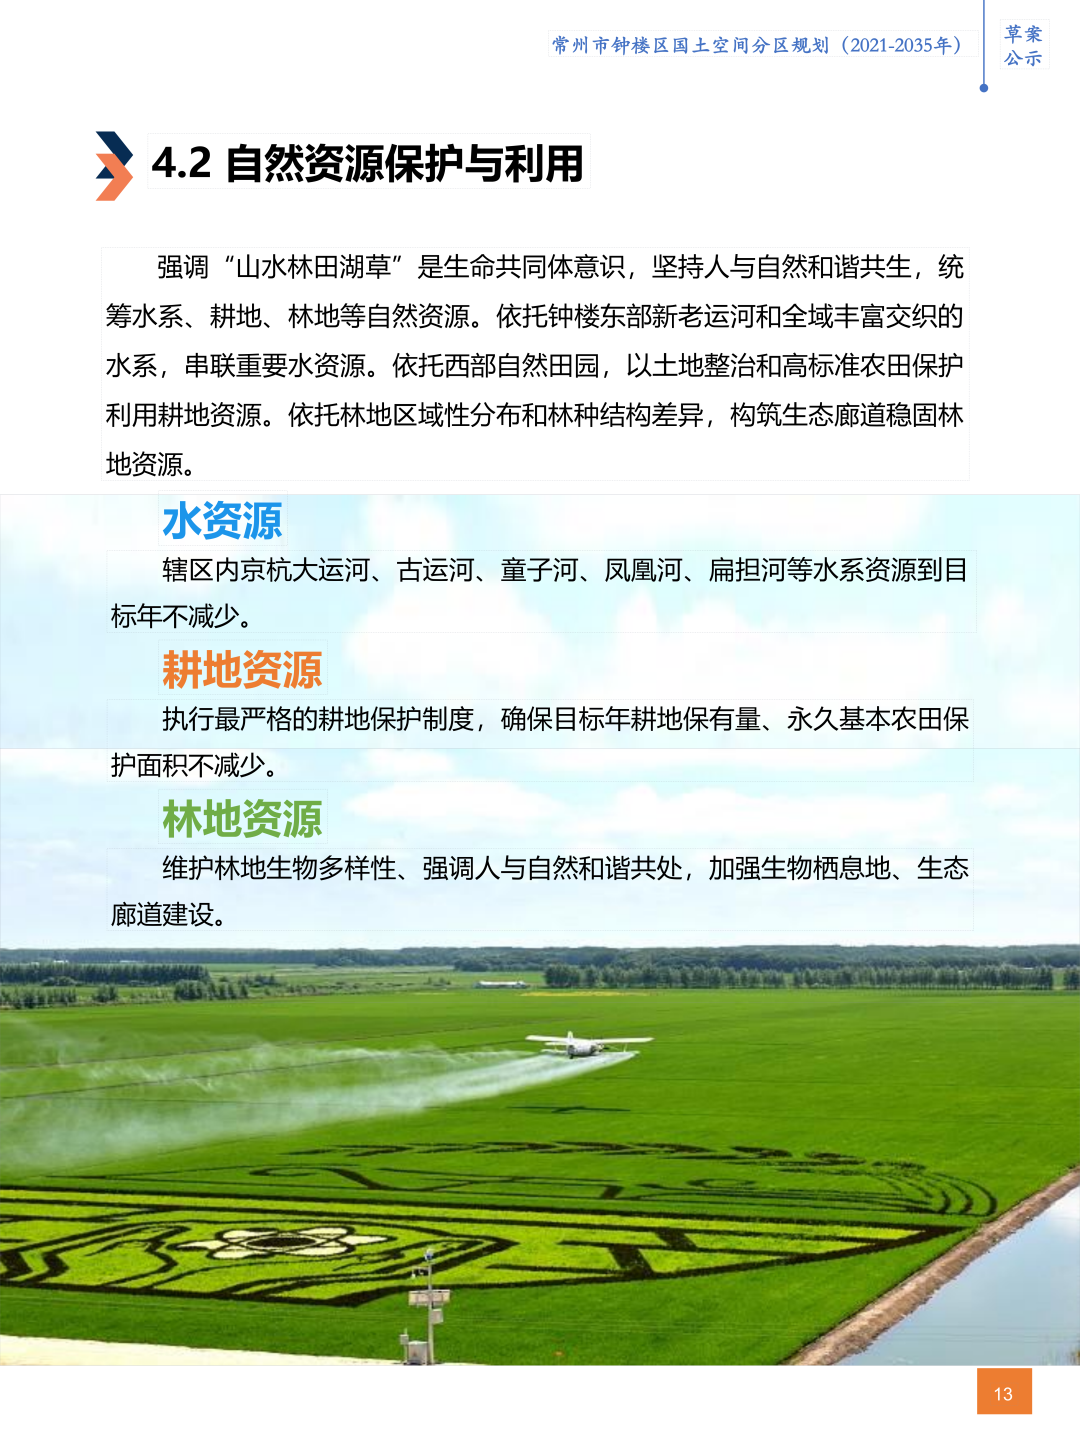 常州市钟楼区国土空间分区规划（2021-2035年）
草案
公示
4.2 自然资源保护与利用
强调“山水林田湖草”是生命共同体意识，坚持人与自然和谐共生，统
筹水系、耕地、林地等自然资源。依托钟楼东部新老运河和全域丰富交织的
水系，串联重要水资源。依托西部自然田园，以土地整治和高标准农田保护
利用耕地资源。依托林地区域性分布和林种结构差异，构筑生态廊道稳固林
地资源。
水资源
辖区内京杭大运河、古运河、童子河、凤凰河、扁担河等水系资源到目
标年不减少。
耕地资源
执行最严格的耕地保护制度，确保目标年耕地保有量、永久基本农田保
护面积不减少。
林地资源
维护林地生物多样性、强调人与自然和谐共处，加强生物栖息地、生态
廊道建设。
13